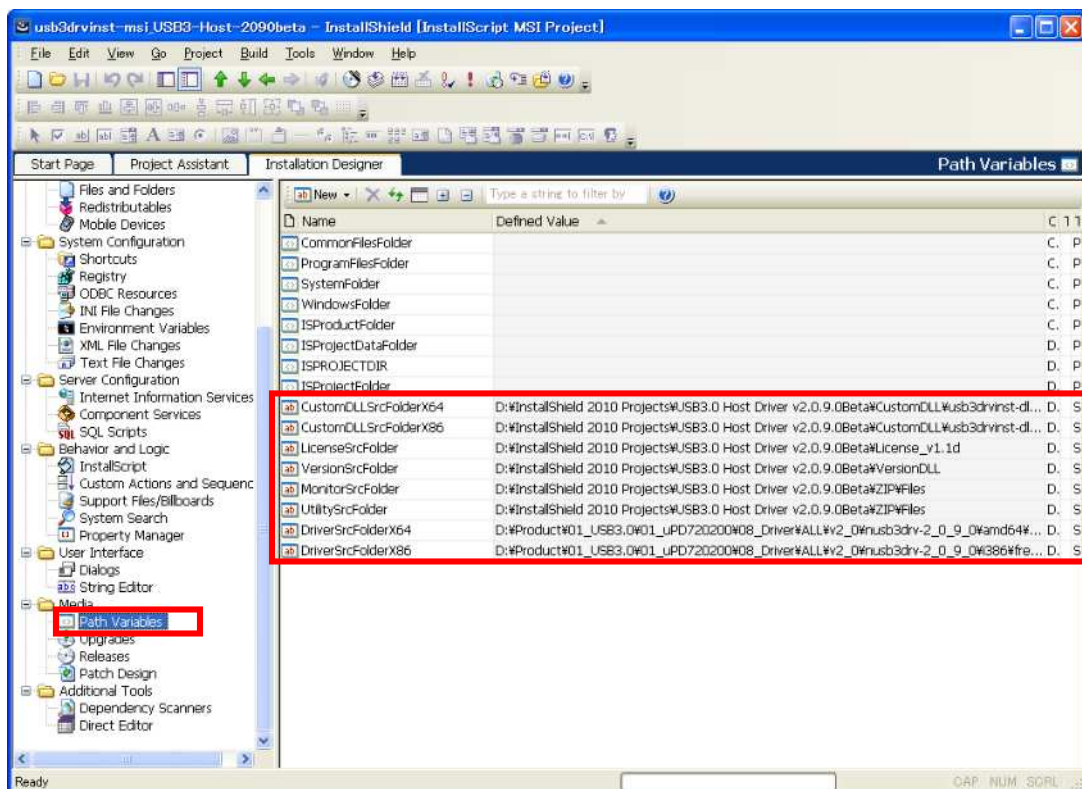 usb3drvinst-msi_USB3-Host-2090beta - InstallShield [InstallScript MSI Project]
File Edit View Go Project Build Tools Window Help
Start Page Project Assistant Installation Designer Path Variables
Files and Folders
Redistributables
Mobile Devices
System Configuration
Shortcuts
Registry
ODBC Resources
INI File Changes
Environment Variables
XML File Changes
Text File Changes
Server Configuration
Internet Information Services
Component Services
SQL Scripts
Behavior and Logic
InstallScript
Custom Actions and Sequenc
Support Files/Billboards
System Search
Property Manager
User Interface
Dialogs
String Editor
Media
Path Variables
Upgrades
Releases
Patch Design
Additional Tools
Dependency Scanners
Direct Editor
New Type a string to filter by
Name Defined Value C T T
CommonFilesFolder C. P
ProgramFilesFolder C. P
SystemFolder C. P
WindowsFolder C. P
ISProductFolder C. P
ISProjectDataFolder D. P
ISPROJECTDIR D. P
ISProjectFolder D. P
CustomDLLSrcFolderX64 D:¥InstallShield 2010 Projects¥USB3.0 Host Driver v2.0.9.0Beta¥CustomDLL¥usb3drvinst-dl... D. S
CustomDLLSrcFolderX86 D:¥InstallShield 2010 Projects¥USB3.0 Host Driver v2.0.9.0Beta¥CustomDLL¥usb3drvinst-dl... D. S
LicenseSrcFolder D:¥InstallShield 2010 Projects¥USB3.0 Host Driver v2.0.9.0Beta¥License_v1.1d D. S
VersionSrcFolder D:¥InstallShield 2010 Projects¥USB3.0 Host Driver v2.0.9.0Beta¥VersionDLL D. S
MonitorSrcFolder D:¥InstallShield 2010 Projects¥USB3.0 Host Driver v2.0.9.0Beta¥ZIP¥Files D. S
UtilitySrcFolder D:¥InstallShield 2010 Projects¥USB3.0 Host Driver v2.0.9.0Beta¥ZIP¥Files D. S
DriverSrcFolderX64 D:¥Product¥01_USB3.0¥01_uPD720200¥08_Driver¥ALL¥v2_0¥nusb3drv-2_0_9_0¥amd64¥... D. S
DriverSrcFolderX86 D:¥Product¥01_USB3.0¥01_uPD720200¥08_Driver¥ALL¥v2_0¥nusb3drv-2_0_9_0¥i386¥fre... D. S
Ready CAP NUM SCRL